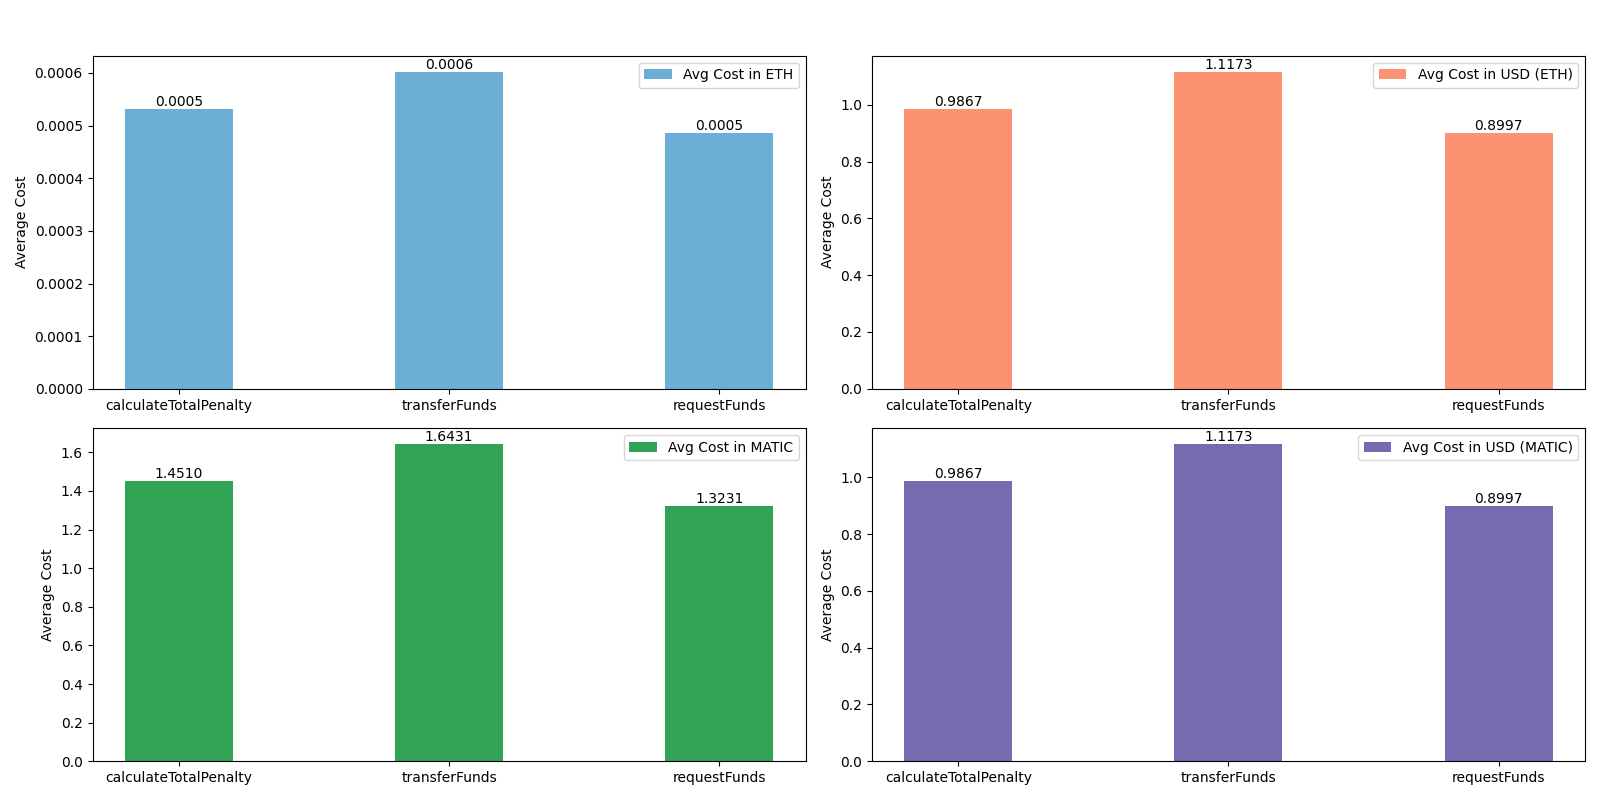 Avg Cost in ETH
0.0005
0.0006
0.0005
0.0006
0.0005
0.0004
0.0003
0.0002
0.0001
0.0000
Average Cost
calculateTotalPenalty
transferFunds
requestFunds
Avg Cost in USD (ETH)
0.9867
1.1173
0.8997
1.0
0.8
0.6
0.4
0.2
0.0
Average Cost
calculateTotalPenalty
transferFunds
requestFunds
Avg Cost in MATIC
1.4510
1.6431
1.3231
1.6
1.4
1.2
1.0
0.8
0.6
0.4
0.2
0.0
Average Cost
calculateTotalPenalty
transferFunds
requestFunds
Avg Cost in USD (MATIC)
0.9867
1.1173
0.8997
1.0
0.8
0.6
0.4
0.2
0.0
Average Cost
calculateTotalPenalty
transferFunds
requestFunds